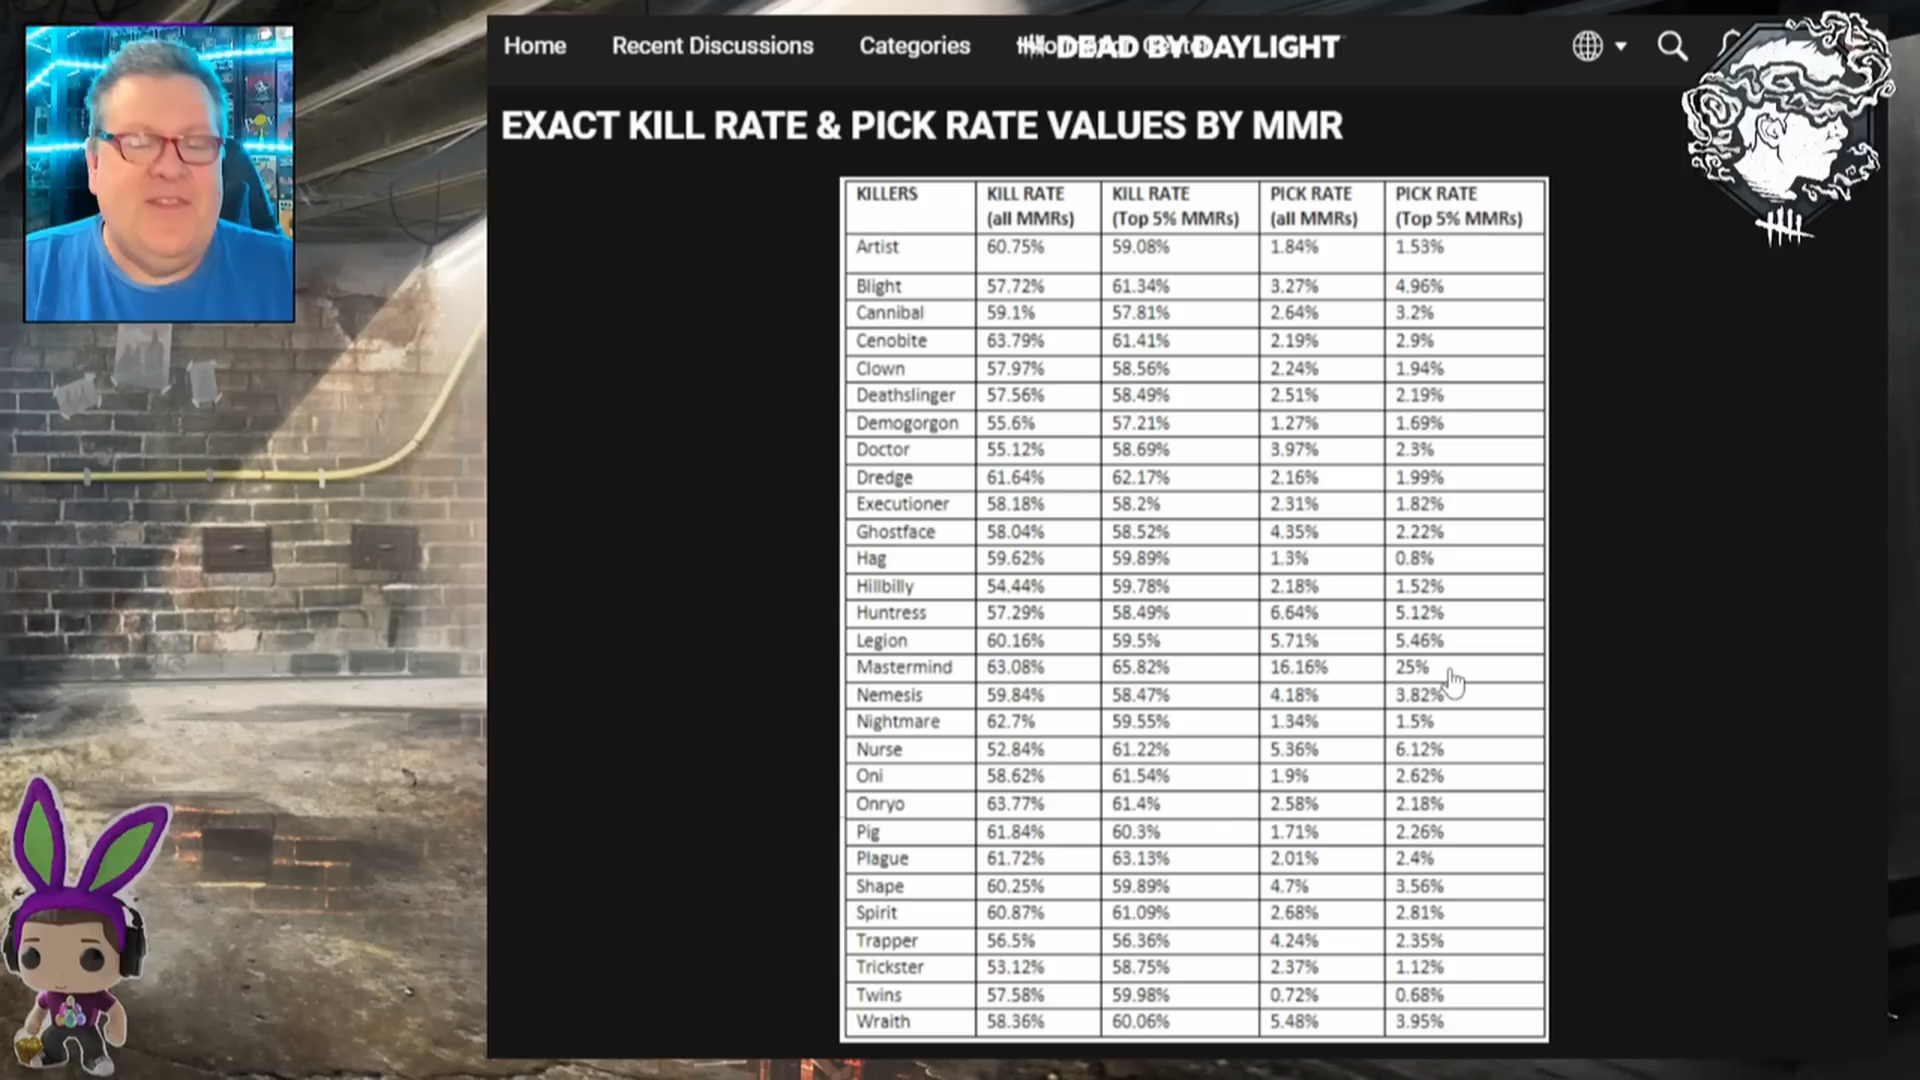 Home Recent Discussions Categories DEAD BY DAYLIGHT
EXACT KILL RATE & PICK RATE VALUES BY MMR
KILLERS KILL RATE (all MMRs) KILL RATE (Top 5% MMRs) PICK RATE (all MMRs) PICK RATE (Top 5% MMRs)
Artist 60.75% 59.08% 1.84% 1.53%
Blight 57.72% 61.34% 3.27% 4.96%
Cannibal 59.1% 57.81% 2.64% 3.2%
Cenobite 63.79% 61.41% 2.19% 2.9%
Clown 57.97% 58.56% 2.24% 1.94%
Deathslinger 57.56% 58.49% 2.51% 2.19%
Demogorgon 55.6% 57.21% 1.27% 1.69%
Doctor 55.12% 58.69% 3.97% 2.3%
Dredge 61.64% 62.17% 2.16% 1.99%
Executioner 58.18% 58.2% 2.31% 1.82%
Ghostface 58.04% 58.52% 4.35% 2.22%
Hag 59.62% 59.89% 1.3% 0.8%
Hillbilly 54.44% 59.78% 2.18% 1.52%
Huntress 57.29% 58.49% 6.64% 5.12%
Legion 60.16% 59.5% 5.71% 5.46%
Mastermind 63.08% 65.82% 16.16% 25%
Nemesis 59.84% 58.47% 4.18% 3.82%
Nightmare 62.7% 59.55% 1.34% 1.5%
Nurse 52.84% 61.22% 5.36% 6.12%
Oni 58.62% 61.54% 1.9% 2.62%
Onryo 63.77% 61.4% 2.58% 2.18%
Pig 61.84% 60.3% 1.71% 2.26%
Plague 61.72% 63.13% 2.01% 2.4%
Shape 60.25% 59.89% 4.7% 3.56%
Spirit 60.87% 61.09% 2.68% 2.81%
Trapper 56.5% 56.36% 4.24% 2.35%
Trickster 53.12% 58.75% 2.37% 1.12%
Twins 57.58% 59.98% 0.72% 0.68%
Wraith 58.36% 60.06% 5.48% 3.95%